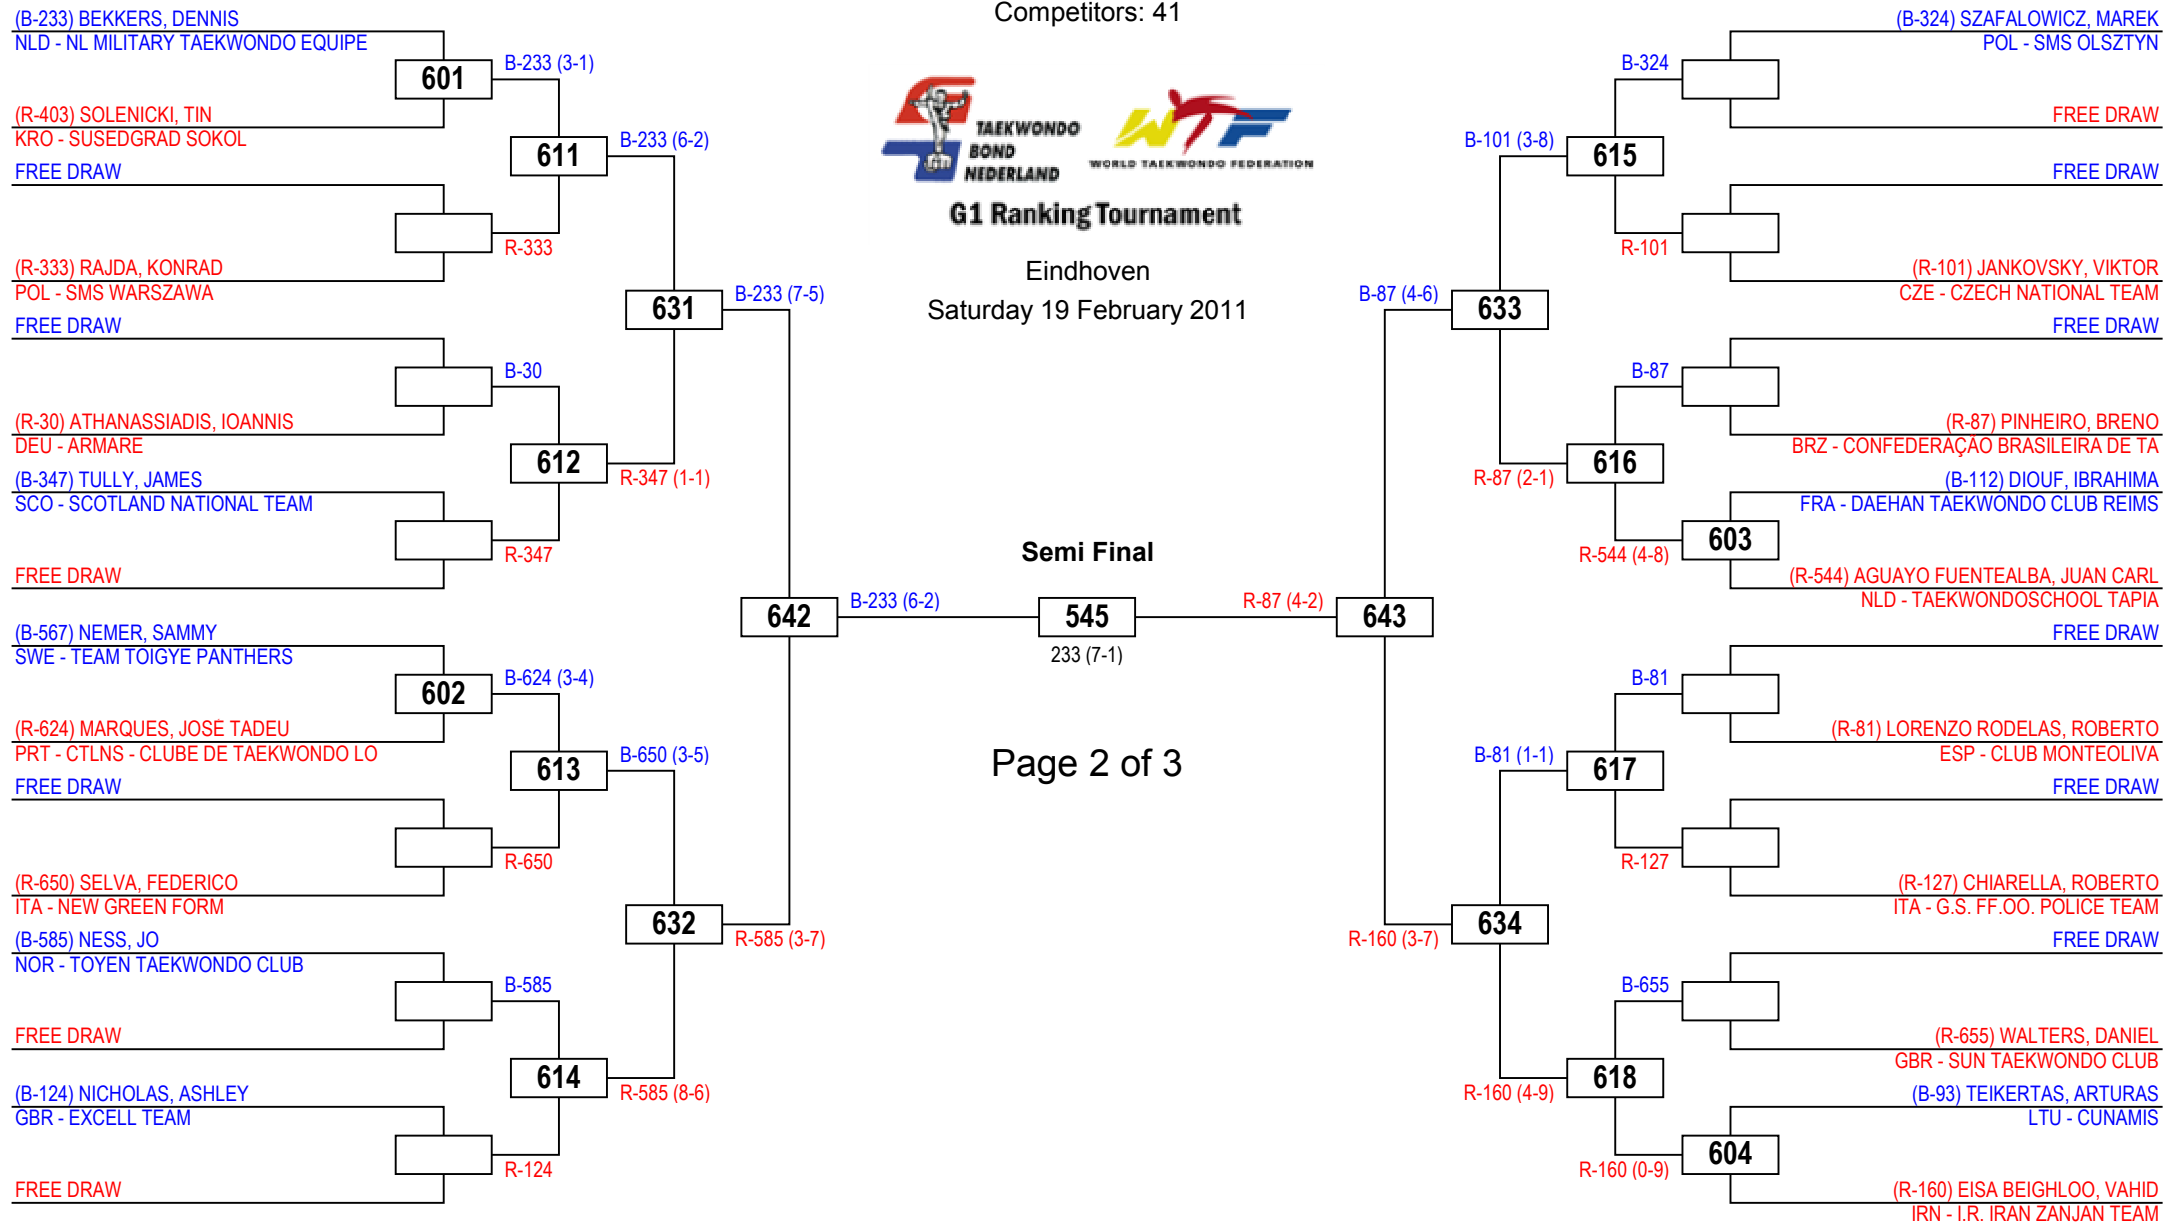 Competitors: 41
TAEKWONDO
BOND
NEDERLAND
WTF
WORLD TAEKWONDO FEDERATION
G1 Ranking Tournament
Eindhoven
Saturday 19 February 2011
Semi Final
545
233 (7-1)
Page 2 of 3
(B-233) BEKKERS, DENNIS
NLD - NL MILITARY TAEKWONDO EQUIPE
601
B-233 (3-1)
(R-403) SOLENICKI, TIN
KRO - SUSEDGRAD SOKOL
611
B-233 (6-2)
FREE DRAW
R-333
(R-333) RAJDA, KONRAD
POL - SMS WARSZAWA
631
B-233 (7-5)
FREE DRAW
B-30
(R-30) ATHANASSIADIS, IOANNIS
DEU - ARMARE
612
R-347 (1-1)
(B-347) TULLY, JAMES
SCO - SCOTLAND NATIONAL TEAM
R-347
FREE DRAW
642
B-233 (6-2)
(B-567) NEMER, SAMMY
SWE - TEAM TOIGYE PANTHERS
602
B-624 (3-4)
(R-624) MARQUES, JOSÉ TADEU
PRT - CTLNS - CLUBE DE TAEKWONDO LO
613
B-650 (3-5)
FREE DRAW
R-650
(R-650) SELVA, FEDERICO
ITA - NEW GREEN FORM
632
R-585 (3-7)
(B-585) NESS, JO
NOR - TOYEN TAEKWONDO CLUB
B-585
FREE DRAW
614
R-585 (8-6)
(B-124) NICHOLAS, ASHLEY
GBR - EXCELL TEAM
R-124
FREE DRAW
(B-324) SZAFALOWICZ, MAREK
POL - SMS OLSZTYN
B-324
FREE DRAW
B-101 (3-8)
615
FREE DRAW
R-101
(R-101) JANKOVSKY, VIKTOR
CZE - CZECH NATIONAL TEAM
B-87 (4-6)
633
FREE DRAW
B-87
(R-87) PINHEIRO, BRENO
BRZ - CONFEDERAÇÃO BRASILEIRA DE TA
R-87 (2-1)
616
(B-112) DIOUF, IBRAHIMA
FRA - DAEHAN TAEKWONDO CLUB REIMS
R-544 (4-8)
603
(R-544) AGUAYO FUENTEALBA, JUAN CARL
NLD - TAEKWONDOSCHOOL TAPIA
R-87 (4-2)
643
FREE DRAW
B-81
(R-81) LORENZO RODELAS, ROBERTO
ESP - CLUB MONTEOLIVA
B-81 (1-1)
617
FREE DRAW
R-127
(R-127) CHIARELLA, ROBERTO
ITA - G.S. FF.OO. POLICE TEAM
R-160 (3-7)
634
FREE DRAW
B-655
(R-655) WALTERS, DANIEL
GBR - SUN TAEKWONDO CLUB
R-160 (4-9)
618
(B-93) TEIKERTAS, ARTURAS
LTU - CUNAMIS
R-160 (0-9)
604
(R-160) EISA BEIGHLOO, VAHID
IRN - I.R. IRAN ZANJAN TEAM